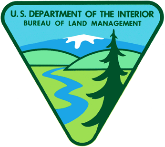 U.S. DEPARTMENT OF THE INTERIOR
BUREAU OF LAND MANAGEMENT